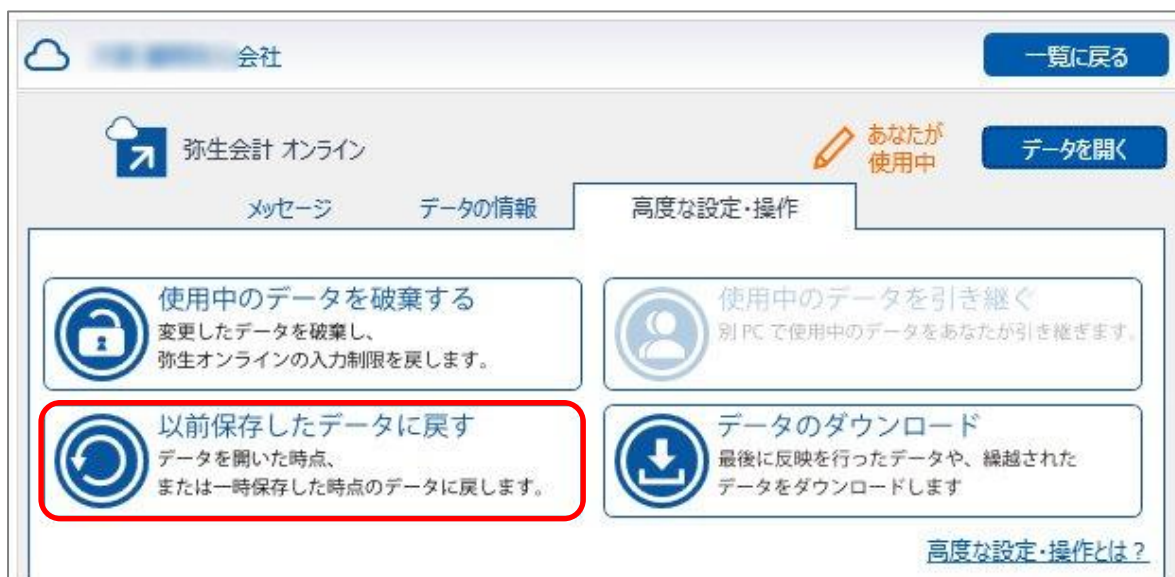 会社
一覧に戻る
弥生会計 オンライン
あなたが
使用中
データを開く
メッセージ
データの情報
高度な設定・操作
使用中のデータを破棄する
変更したデータを破棄し、
弥生オンラインの入力制限を戻します。
使用中のデータを引き継ぐ
別 PC で使用中のデータをあなたが引き継ぎます。
以前保存したデータに戻す
データを開いた時点、
または一時保存した時点のデータに戻します。
データのダウンロード
最後に反映を行ったデータや、繰越された
データをダウンロードします
高度な設定・操作とは？